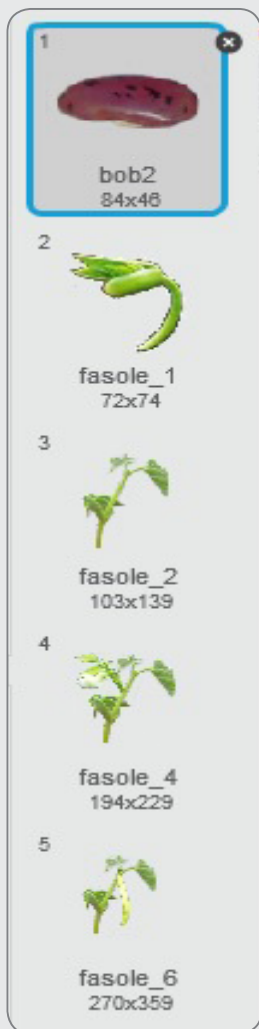 1
bob2
84x46
2
fasole_1
72x74
3
fasole_2
103x139
4
fasole_4
194x229
5
fasole_6
270x359